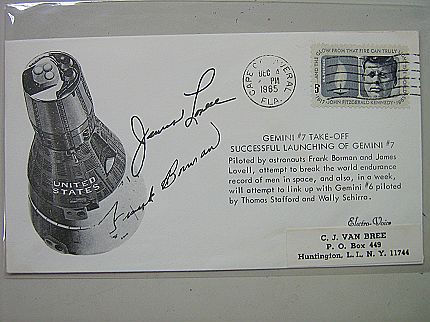 CAPE CANAVERAL
DEC 4
PM
1965
FLA.
GLOW FROM THAT FIRE CAN TRULY
5¢
JOHN FITZGERALD KENNEDY
UNITED
STATES
James Lovell
Frank Borman
GEMINI #7 TAKE-OFF
SUCCESSFUL LAUNCHING OF GEMINI #7
Piloted by astronauts Frank Borman and James
Lovell, attempt to break the world endurance
record of men in space, and also, in a week,
will attempt to link up with Gemini #6 piloted
by Thomas Stafford and Wally Schirra.
Electro-Voice
C. J. VAN BREE
P. O. Box 449
Huntington, L. L. N. Y. 11744